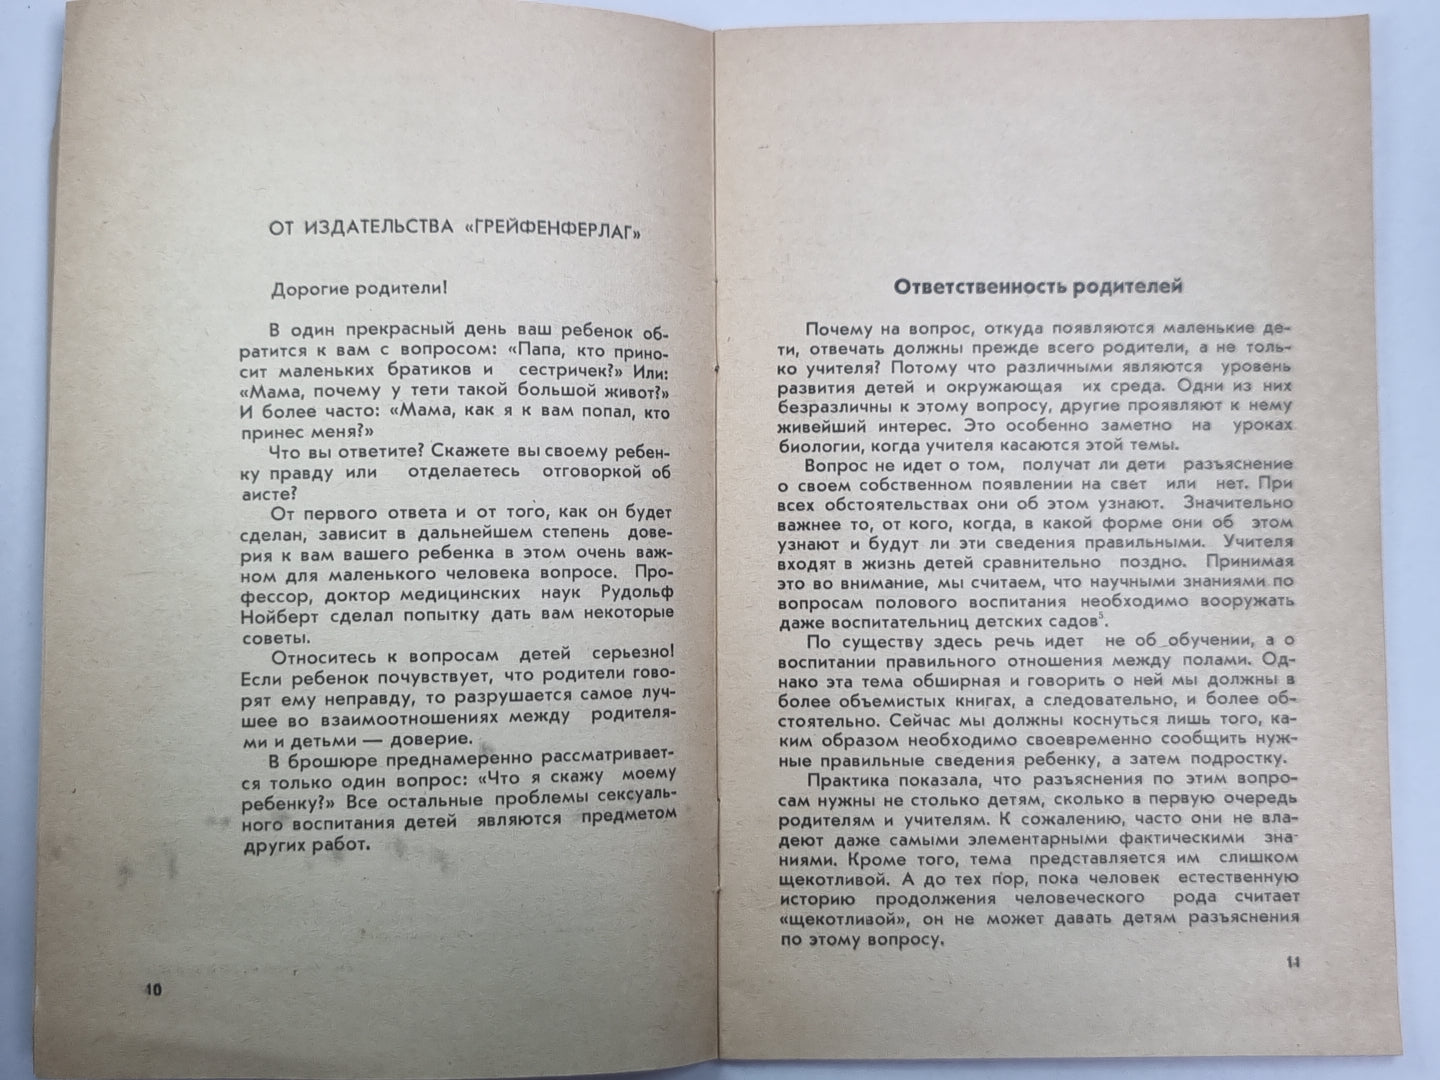 ОТ ИЗДАТЕЛЬСТВА «ГРЕЙФЕНФЕРЛАГ»
Дорогие родители!
В один прекрасный день ваш ребенок об-
ратится к вам с вопросом: «Папа, кто прино-
сит маленьких братиков и сестричек?» Или:
«Мама, почему у тети такой большой живот?»
И более часто: «Мама, как я к вам попал, кто
принес меня?»
Что вы ответите? Скажете вы своему ребен-
ку правду или отделаетесь отговоркой об
аисте?
От первого ответа и от того, как он будет
сделан, зависит в дальнейшем степень дове-
рия к вам вашего ребенка в этом очень важ-
ном для маленького человека вопросе. Про-
фессор, доктор медицинских наук Рудольф
Нойберт сделал попытку дать вам некоторые
советы.
Относитесь к вопросам детей серьезно!
Если ребенок почувствует, что родители гово-
рят ему неправду, то разрушается самое луч-
шее во взаимоотношениях между родителя-
ми и детьми — доверие.
В брошюре преднамеренно рассматривает-
ся только один вопрос: «Что я скажу моему
ребенку?» Все остальные проблемы сексуаль-
ного воспитания детей являются предметом
других работ.
10
Ответственность родителей
Почему на вопрос, откуда появляются маленькие де-
ти, отвечать должны прежде всего родители, а не толь-
ко учителя? Потому что различными являются уровень
развития детей и окружающая их среда. Одни из них
безразличны к этому вопросу, другие проявляют к нему
живейший интерес. Это особенно заметно на уроках
биологии, когда учителя касаются этой темы.
Вопрос не идет о том, получат ли дети разъяснение
о своем собственном появлении на свет или нет. При
всех обстоятельствах они об этом узнают. Значительно
важнее то, от кого, когда, в какой форме они об этом
узнают и будут ли эти сведения правильными. Учителя
входят в жизнь детей сравнительно поздно. Принимая
это во внимание, мы считаем, что научными знаниями по
вопросам полового воспитания необходимо вооружать
даже воспитательниц детских садов⁵.
По существу здесь речь идет не об обучении, а о
воспитании правильного отношения между полами. Од-
нако эта тема обширная и говорить о ней мы должны в
более объемистых книгах, а следовательно, и более об-
стоятельно. Сейчас мы должны коснуться лишь того, ка-
ким образом необходимо своевременно сообщить нуж-
ные правильные сведения ребенку, а затем подростку.
Практика показала, что разъяснения по этим вопро-
сам нужны не столько детям, сколько в первую очередь
родителям и учителям. К сожалению, часто они не вла-
деют даже самыми элементарными фактическими зна-
ниями. Кроме того, тема представляется им слишком
щекотливой. А до тех пор, пока человек естественную
историю продолжения человеческого рода считает
«щекотливой», он не может давать детям разъяснения
по этому вопросу.
11